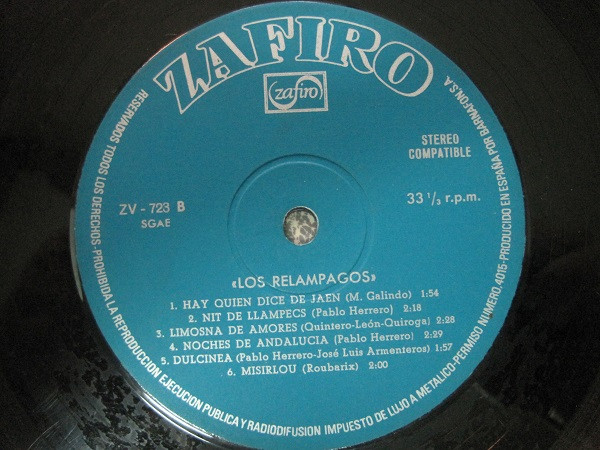 ZAFIRO
zafiro
STEREO
COMPATIBLE
ZV - 723 B
SGAE
33 1/3 r.p.m.
«LOS RELAMPAGOS»
1. HAY QUIEN DICE DE JAEN (M. Galindo) 1:54
2. NIT DE LLAMPECS (Pablo Herrero) 2:18
3. LIMOSNA DE AMORES (Quintero-León-Quiroga) 2:28
4. NOCHES DE ANDALUCIA (Pablo Herrero) 2:29
5. DULCINEA (Pablo Herrero-José Luis Armenteros) 1:57
6. MISIRLOU (Roubarix) 2:00
RESERVADOS TODOS LOS DERECHOS-PROHIBIDA LA REPRODUCCION EJECUCION PUBLICA Y RADIODIFUSION IMPUESTO DE LUJO A METALICO-PERMISO NUMERO.4015-PRODUCIDO EN ESPAÑA POR BARNAFON,S.A.